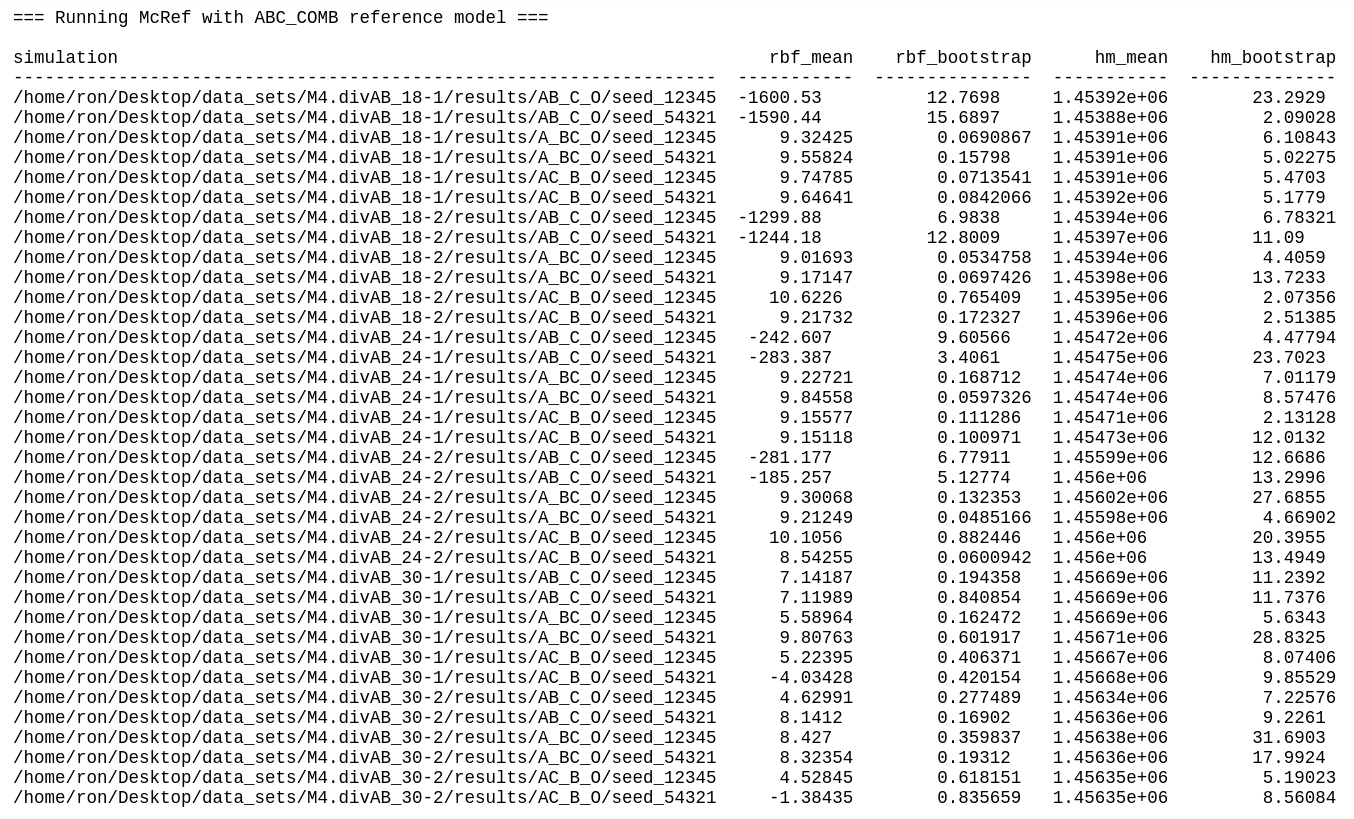 === Running McRef with ABC_COMB reference model ===
simulation rbf_mean rbf_bootstrap hm_mean hm_bootstrap
------------------------------------------------------------------- ----------- --------------- ----------- --------------
/home/ron/Desktop/data_sets/M4.divAB_18-1/results/AB_C_O/seed_12345 -1600.53 12.7698 1.45392e+06 23.2929
/home/ron/Desktop/data_sets/M4.divAB_18-1/results/AB_C_O/seed_54321 -1590.44 15.6897 1.45388e+06 2.09028
/home/ron/Desktop/data_sets/M4.divAB_18-1/results/A_BC_O/seed_12345 9.32425 0.0690867 1.45391e+06 6.10843
/home/ron/Desktop/data_sets/M4.divAB_18-1/results/A_BC_O/seed_54321 9.55824 0.15798 1.45391e+06 5.02275
/home/ron/Desktop/data_sets/M4.divAB_18-1/results/AC_B_O/seed_12345 9.74785 0.0713541 1.45391e+06 5.4703
/home/ron/Desktop/data_sets/M4.divAB_18-1/results/AC_B_O/seed_54321 9.64641 0.0842066 1.45392e+06 5.1779
/home/ron/Desktop/data_sets/M4.divAB_18-2/results/AB_C_O/seed_12345 -1299.88 6.9838 1.45394e+06 6.78321
/home/ron/Desktop/data_sets/M4.divAB_18-2/results/AB_C_O/seed_54321 -1244.18 12.8009 1.45397e+06 11.09
/home/ron/Desktop/data_sets/M4.divAB_18-2/results/A_BC_O/seed_12345 9.01693 0.0534758 1.45394e+06 4.4059
/home/ron/Desktop/data_sets/M4.divAB_18-2/results/A_BC_O/seed_54321 9.17147 0.0697426 1.45398e+06 13.7233
/home/ron/Desktop/data_sets/M4.divAB_18-2/results/AC_B_O/seed_12345 10.6226 0.765409 1.45395e+06 2.07356
/home/ron/Desktop/data_sets/M4.divAB_18-2/results/AC_B_O/seed_54321 9.21732 0.172327 1.45396e+06 2.51385
/home/ron/Desktop/data_sets/M4.divAB_24-1/results/AB_C_O/seed_12345 -242.607 9.60566 1.45472e+06 4.47794
/home/ron/Desktop/data_sets/M4.divAB_24-1/results/AB_C_O/seed_54321 -283.387 3.4061 1.45475e+06 23.7023
/home/ron/Desktop/data_sets/M4.divAB_24-1/results/A_BC_O/seed_12345 9.22721 0.168712 1.45474e+06 7.01179
/home/ron/Desktop/data_sets/M4.divAB_24-1/results/A_BC_O/seed_54321 9.84558 0.0597326 1.45474e+06 8.57476
/home/ron/Desktop/data_sets/M4.divAB_24-1/results/AC_B_O/seed_12345 9.15577 0.111286 1.45471e+06 2.13128
/home/ron/Desktop/data_sets/M4.divAB_24-1/results/AC_B_O/seed_54321 9.15118 0.100971 1.45473e+06 12.0132
/home/ron/Desktop/data_sets/M4.divAB_24-2/results/AB_C_O/seed_12345 -281.177 6.77911 1.45599e+06 12.6686
/home/ron/Desktop/data_sets/M4.divAB_24-2/results/AB_C_O/seed_54321 -185.257 5.12774 1.456e+06 13.2996
/home/ron/Desktop/data_sets/M4.divAB_24-2/results/A_BC_O/seed_12345 9.30068 0.132353 1.45602e+06 27.6855
/home/ron/Desktop/data_sets/M4.divAB_24-2/results/A_BC_O/seed_54321 9.21249 0.0485166 1.45598e+06 4.66902
/home/ron/Desktop/data_sets/M4.divAB_24-2/results/AC_B_O/seed_12345 10.1056 0.882446 1.456e+06 20.3955
/home/ron/Desktop/data_sets/M4.divAB_24-2/results/AC_B_O/seed_54321 8.54255 0.0600942 1.456e+06 13.4949
/home/ron/Desktop/data_sets/M4.divAB_30-1/results/AB_C_O/seed_12345 7.14187 0.194358 1.45669e+06 11.2392
/home/ron/Desktop/data_sets/M4.divAB_30-1/results/AB_C_O/seed_54321 7.11989 0.840854 1.45669e+06 11.7376
/home/ron/Desktop/data_sets/M4.divAB_30-1/results/A_BC_O/seed_12345 5.58964 0.162472 1.45669e+06 5.6343
/home/ron/Desktop/data_sets/M4.divAB_30-1/results/A_BC_O/seed_54321 9.80763 0.601917 1.45671e+06 28.8325
/home/ron/Desktop/data_sets/M4.divAB_30-1/results/AC_B_O/seed_12345 5.22395 0.406371 1.45667e+06 8.07406
/home/ron/Desktop/data_sets/M4.divAB_30-1/results/AC_B_O/seed_54321 -4.03428 0.420154 1.45668e+06 9.85529
/home/ron/Desktop/data_sets/M4.divAB_30-2/results/AB_C_O/seed_12345 4.62991 0.277489 1.45634e+06 7.22576
/home/ron/Desktop/data_sets/M4.divAB_30-2/results/AB_C_O/seed_54321 8.1412 0.16902 1.45636e+06 9.2261
/home/ron/Desktop/data_sets/M4.divAB_30-2/results/A_BC_O/seed_12345 8.427 0.359837 1.45638e+06 31.6903
/home/ron/Desktop/data_sets/M4.divAB_30-2/results/A_BC_O/seed_54321 8.32354 0.19312 1.45636e+06 17.9924
/home/ron/Desktop/data_sets/M4.divAB_30-2/results/AC_B_O/seed_12345 4.52845 0.618151 1.45635e+06 5.19023
/home/ron/Desktop/data_sets/M4.divAB_30-2/results/AC_B_O/seed_54321 -1.38435 0.835659 1.45635e+06 8.56084